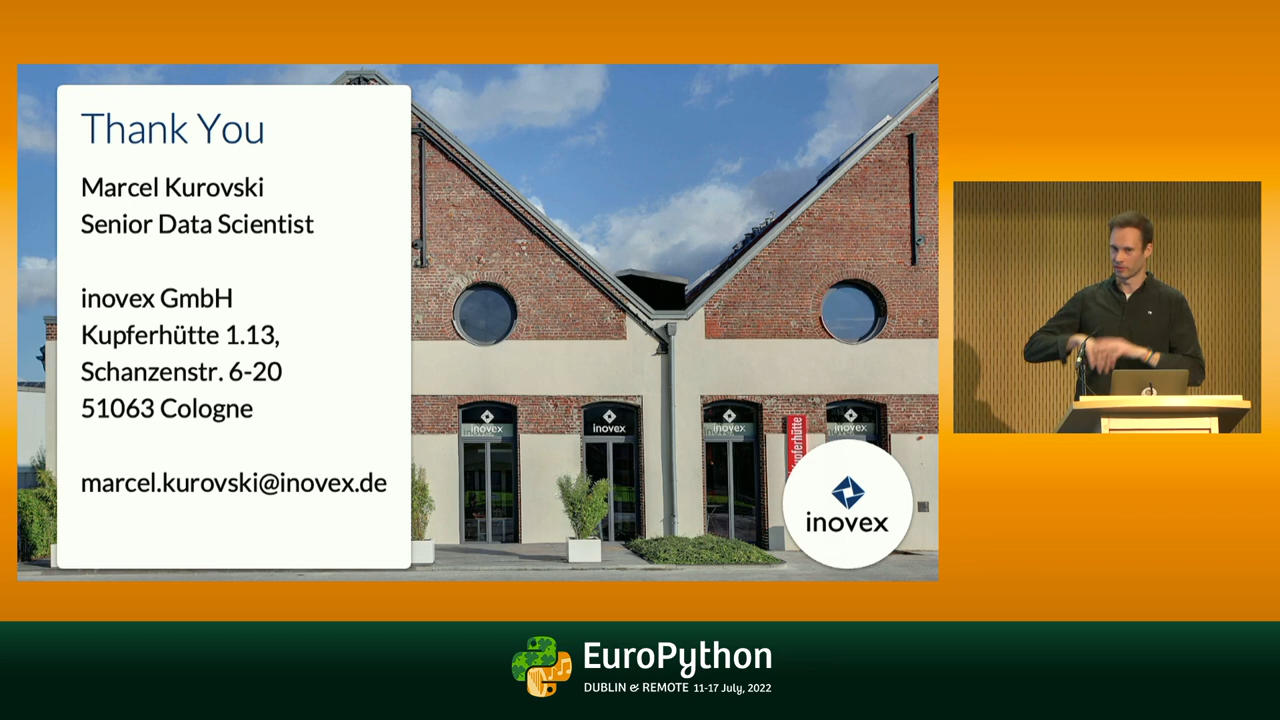 Thank You
Marcel Kurovski
Senior Data Scientist
inovex GmbH
Kupferhütte 1.13,
Schanzenstr. 6-20
51063 Cologne
marcel.kurovski@inovex.de
inovex
inovex
inovex
inovex
kupferhütte
inovex
EuroPython
DUBLIN & REMOTE 11-17 July, 2022